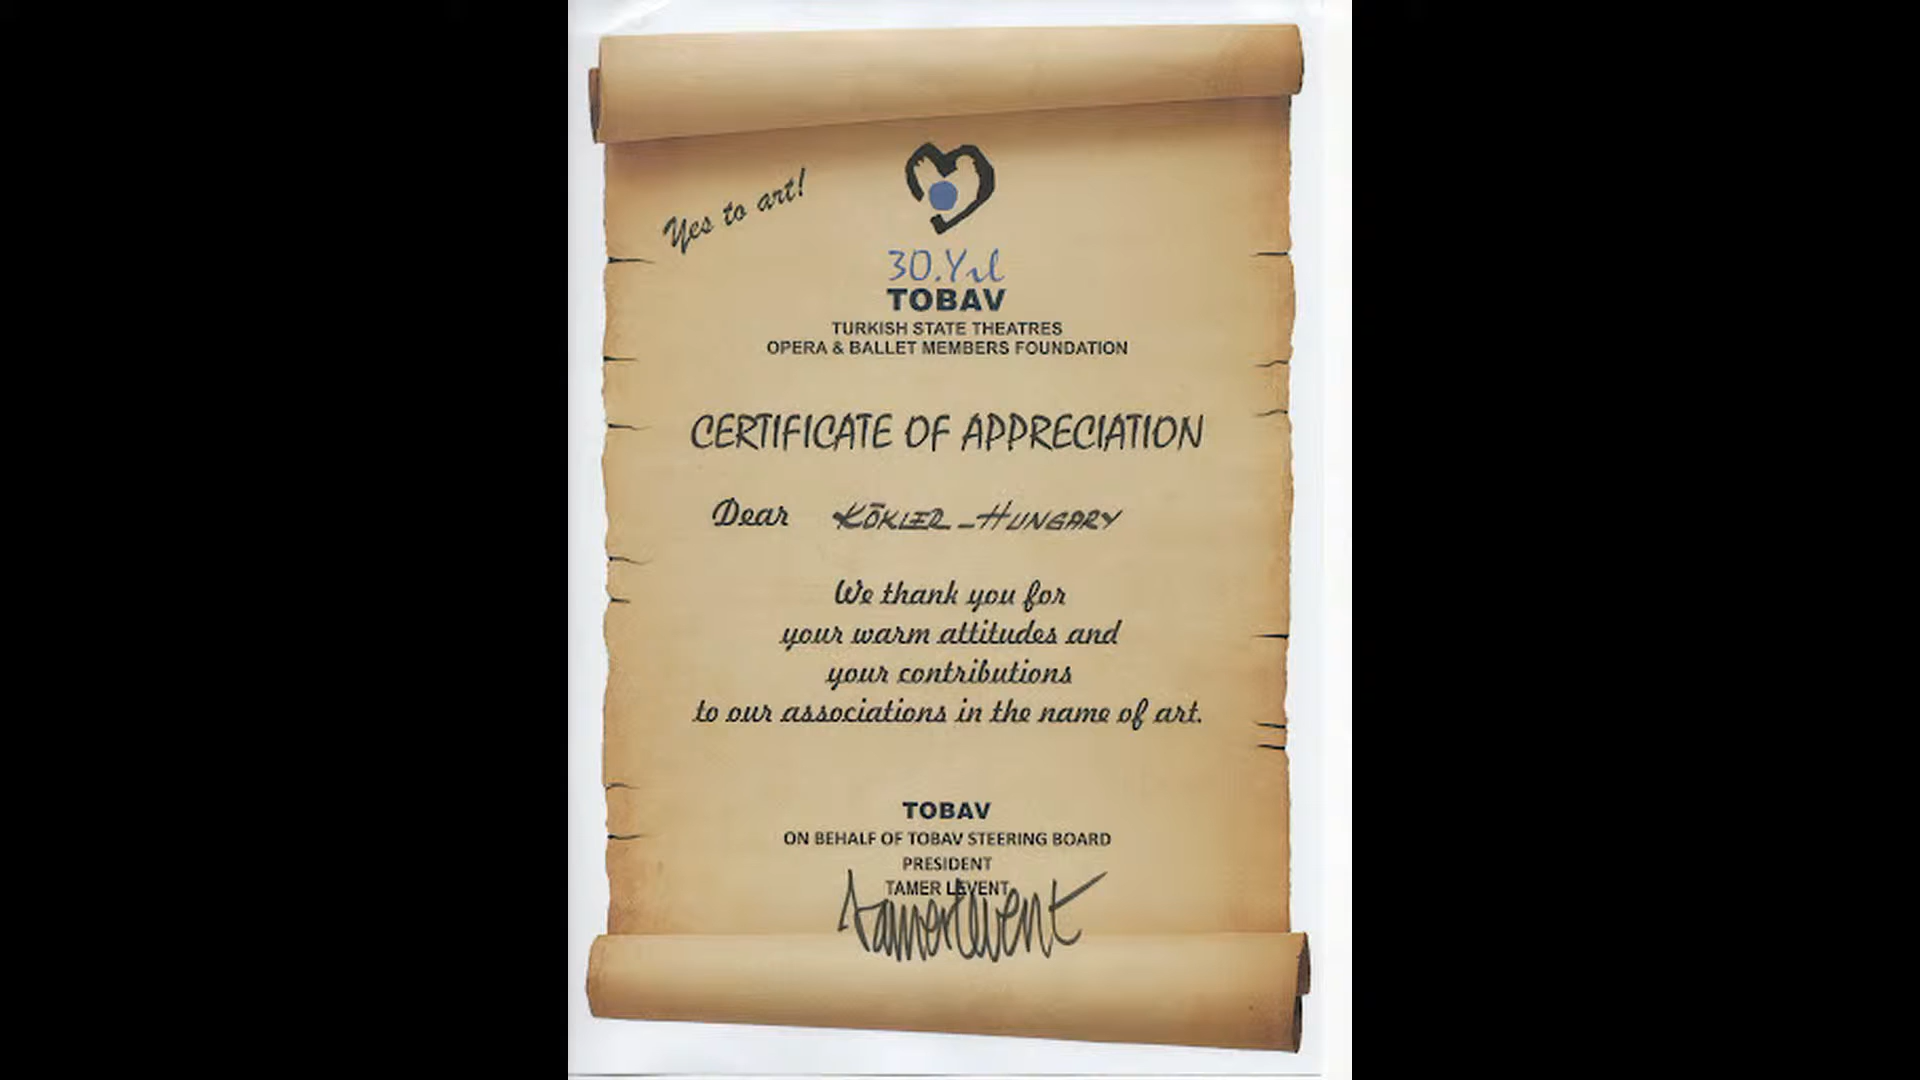 Yes to art!
30.Yıl
TOBAV
TURKISH STATE THEATRES
OPERA & BALLET MEMBERS FOUNDATION
CERTIFICATE OF APPRECIATION
Dear KÖKLER - HUNGARY
We thank you for
your warm attitudes and
your contributions
to our associations in the name of art.
TOBAV
ON BEHALF OF TOBAV STEERING BOARD
PRESIDENT
TAMER LEVENT
Tamer Levent